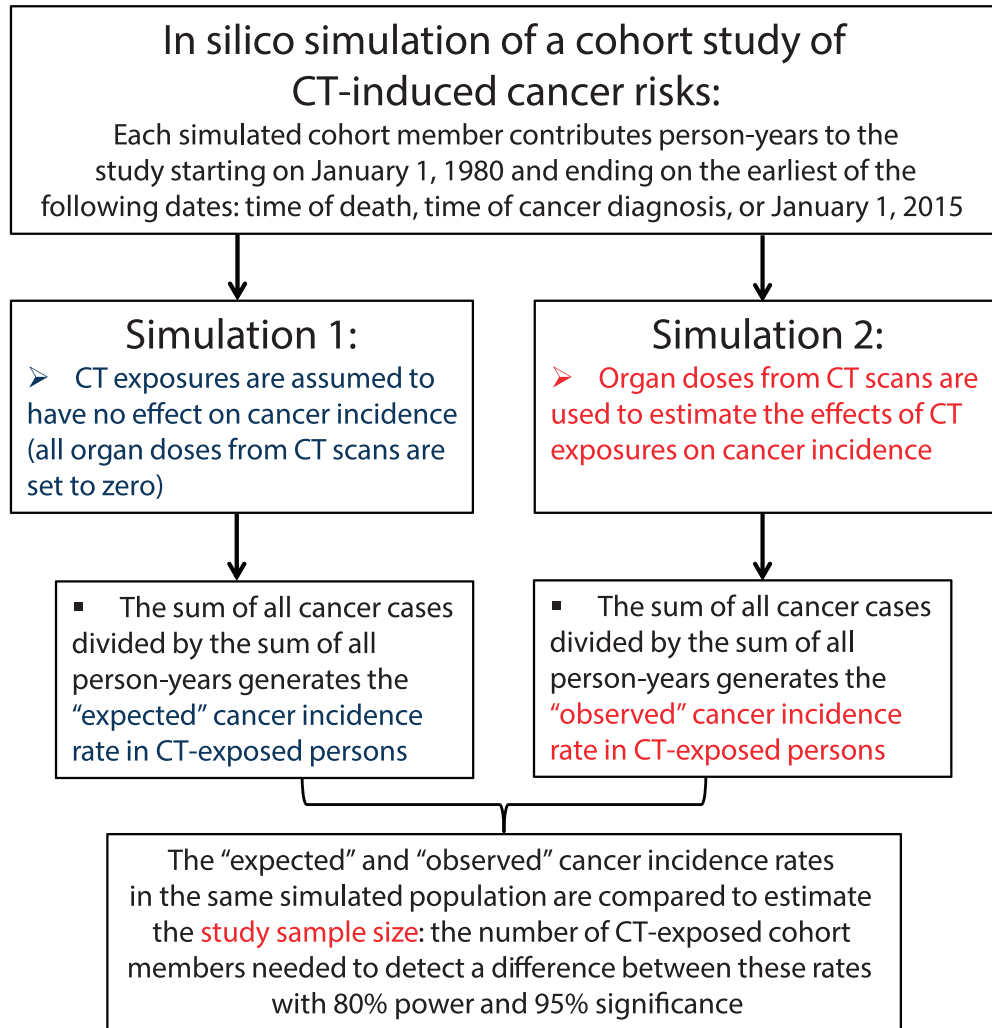 In silico simulation of a cohort study of
CT-induced cancer risks:
Each simulated cohort member contributes person-years to the
study starting on January 1, 1980 and ending on the earliest of the
following dates: time of death, time of cancer diagnosis, or January 1, 2015
Simulation 1:
➢ CT exposures are assumed to
have no effect on cancer incidence
(all organ doses from CT scans are
set to zero)
Simulation 2:
➢ Organ doses from CT scans are
used to estimate the effects of CT
exposures on cancer incidence
▪ The sum of all cancer cases
divided by the sum of all
person-years generates the
“expected” cancer incidence
rate in CT-exposed persons
▪ The sum of all cancer cases
divided by the sum of all
person-years generates the
“observed” cancer incidence
rate in CT-exposed persons
The “expected” and “observed” cancer incidence rates
in the same simulated population are compared to estimate
the study sample size: the number of CT-exposed cohort
members needed to detect a difference between these rates
with 80% power and 95% significance